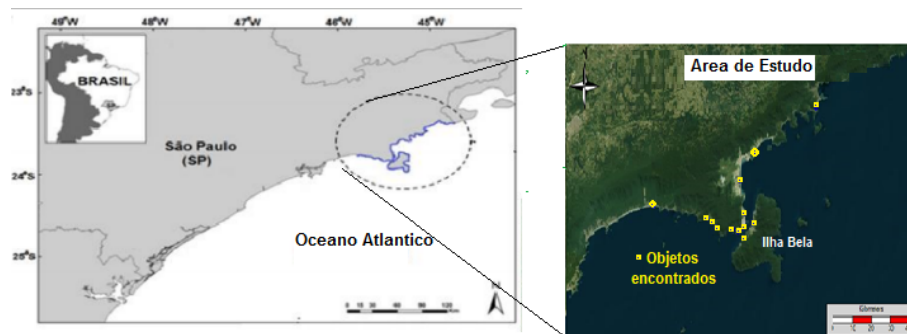 49°W 48°W 47°W 46°W 45°W
BRASIL
23°S
São Paulo
(SP)
24°S
Oceano Atlantico
25°S
N
Area de Estudo
Ilha Bela
Objetos
encontrados